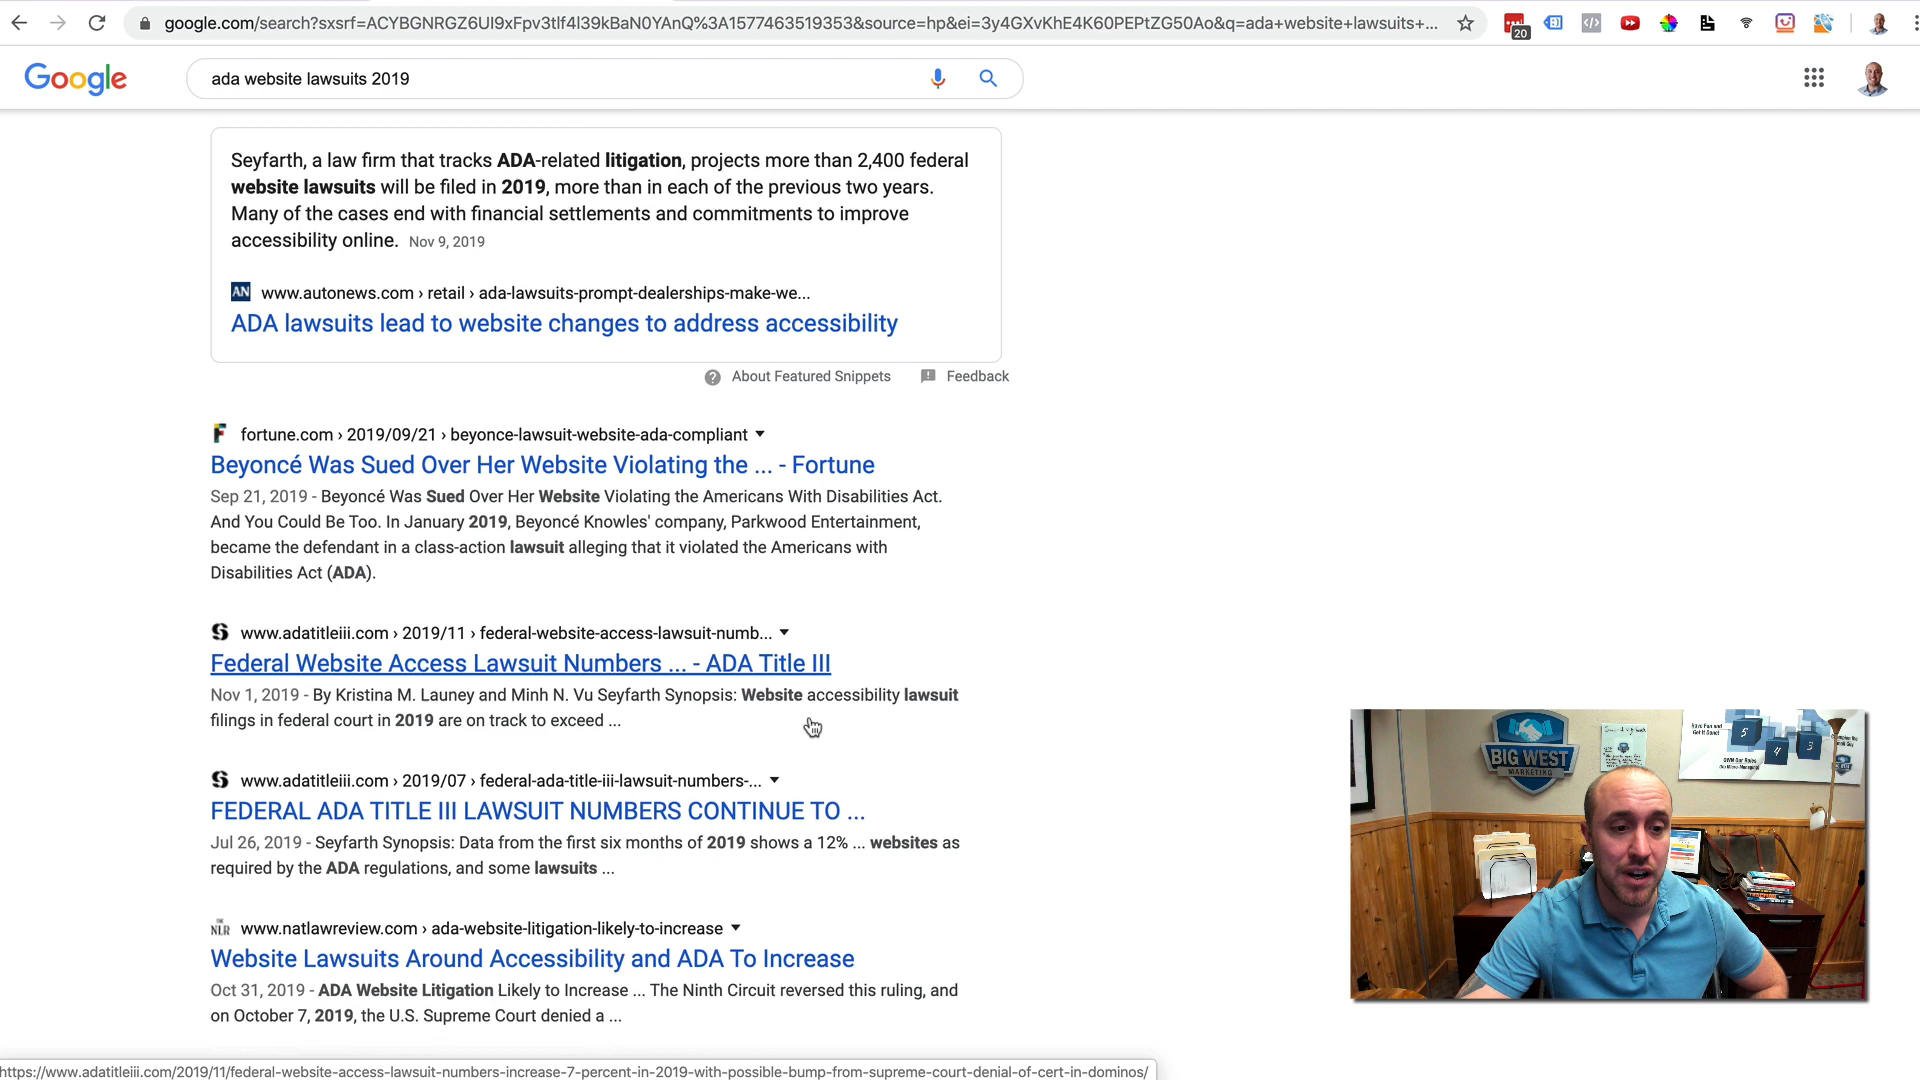 google.com/search?sxsrf=ACYBGNRGZ6UI9xFpv3tlf4l39kBaN0YAnQ%3A1577463519353&source=hp&ei=3y4GXvKhE4K60PEPtZG50Ao&q=ada+website+lawsuits+...
20
Google
ada website lawsuits 2019
Seyfarth, a law firm that tracks ADA-related litigation, projects more than 2,400 federal
website lawsuits will be filed in 2019, more than in each of the previous two years.
Many of the cases end with financial settlements and commitments to improve
accessibility online. Nov 9, 2019
AN www.autonews.com › retail › ada-lawsuits-prompt-dealerships-make-we...
ADA lawsuits lead to website changes to address accessibility
About Featured Snippets Feedback
fortune.com › 2019/09/21 › beyonce-lawsuit-website-ada-compliant
Beyoncé Was Sued Over Her Website Violating the ... - Fortune
Sep 21, 2019 - Beyoncé Was Sued Over Her Website Violating the Americans With Disabilities Act.
And You Could Be Too. In January 2019, Beyoncé Knowles' company, Parkwood Entertainment,
became the defendant in a class-action lawsuit alleging that it violated the Americans with
Disabilities Act (ADA).
www.adatitleiii.com › 2019/11 › federal-website-access-lawsuit-numb...
Federal Website Access Lawsuit Numbers ... - ADA Title III
Nov 1, 2019 - By Kristina M. Launey and Minh N. Vu Seyfarth Synopsis: Website accessibility lawsuit
filings in federal court in 2019 are on track to exceed ...
www.adatitleiii.com › 2019/07 › federal-ada-title-iii-lawsuit-numbers-...
FEDERAL ADA TITLE III LAWSUIT NUMBERS CONTINUE TO ...
Jul 26, 2019 - Seyfarth Synopsis: Data from the first six months of 2019 shows a 12% ... websites as
required by the ADA regulations, and some lawsuits ...
NLR www.natlawreview.com › ada-website-litigation-likely-to-increase
Website Lawsuits Around Accessibility and ADA To Increase
Oct 31, 2019 - ADA Website Litigation Likely to Increase ... The Ninth Circuit reversed this ruling, and
on October 7, 2019, the U.S. Supreme Court denied a ...
https://www.adatitleiii.com/2019/11/federal-website-access-lawsuit-numbers-increase-7-percent-in-2019-with-possible-bump-from-supreme-court-denial-of-cert-in-dominos/
BIG WEST
MARKETING
Have Fun and
Get It Done!
5
4
3